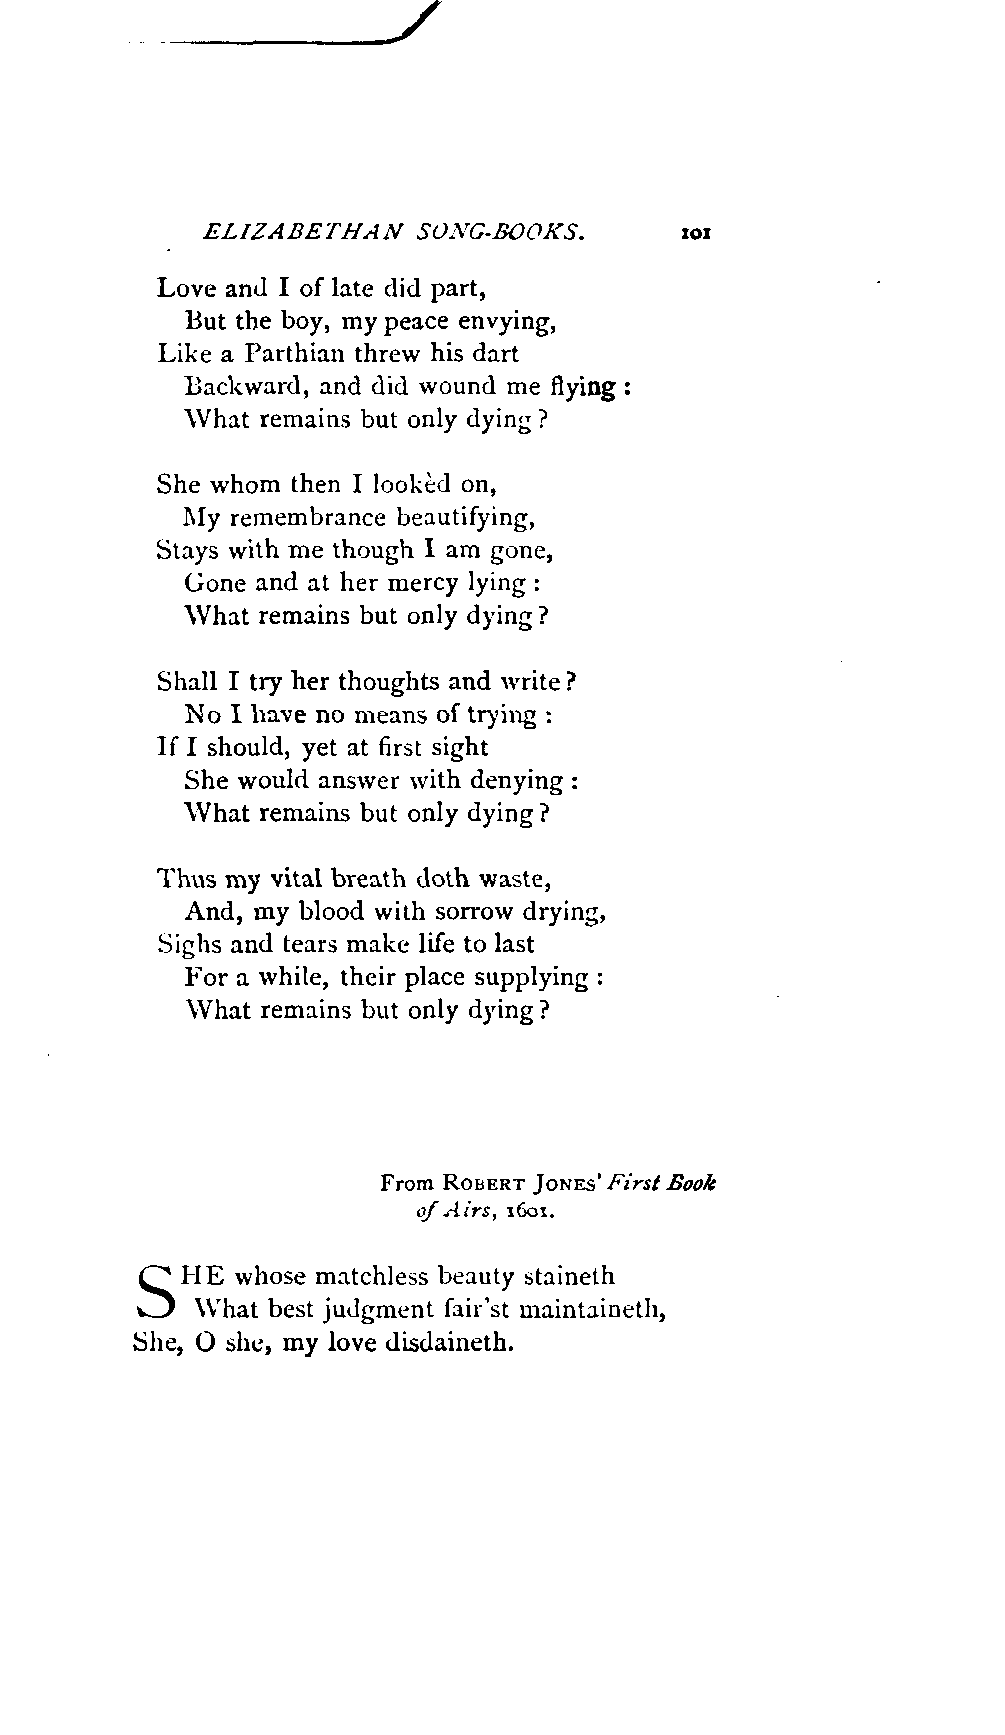 ELIZABETHAN SONG-BOOKS. 101
Love and I of late did part,
But the boy, my peace envying,
Like a Parthian threw his dart
Backward, and did wound me flying :
What remains but only dying ?
She whom then I lookèd on,
My remembrance beautifying,
Stays with me though I am gone,
Gone and at her mercy lying :
What remains but only dying ?
Shall I try her thoughts and write ?
No I have no means of trying :
If I should, yet at first sight
She would answer with denying :
What remains but only dying ?
Thus my vital breath doth waste,
And, my blood with sorrow drying,
Sighs and tears make life to last
For a while, their place supplying :
What remains but only dying ?
From ROBERT JONES' First Book
of Airs, 1601.
SHE whose matchless beauty staineth
What best judgment fair'st maintaineth,
She, O she, my love disdaineth.